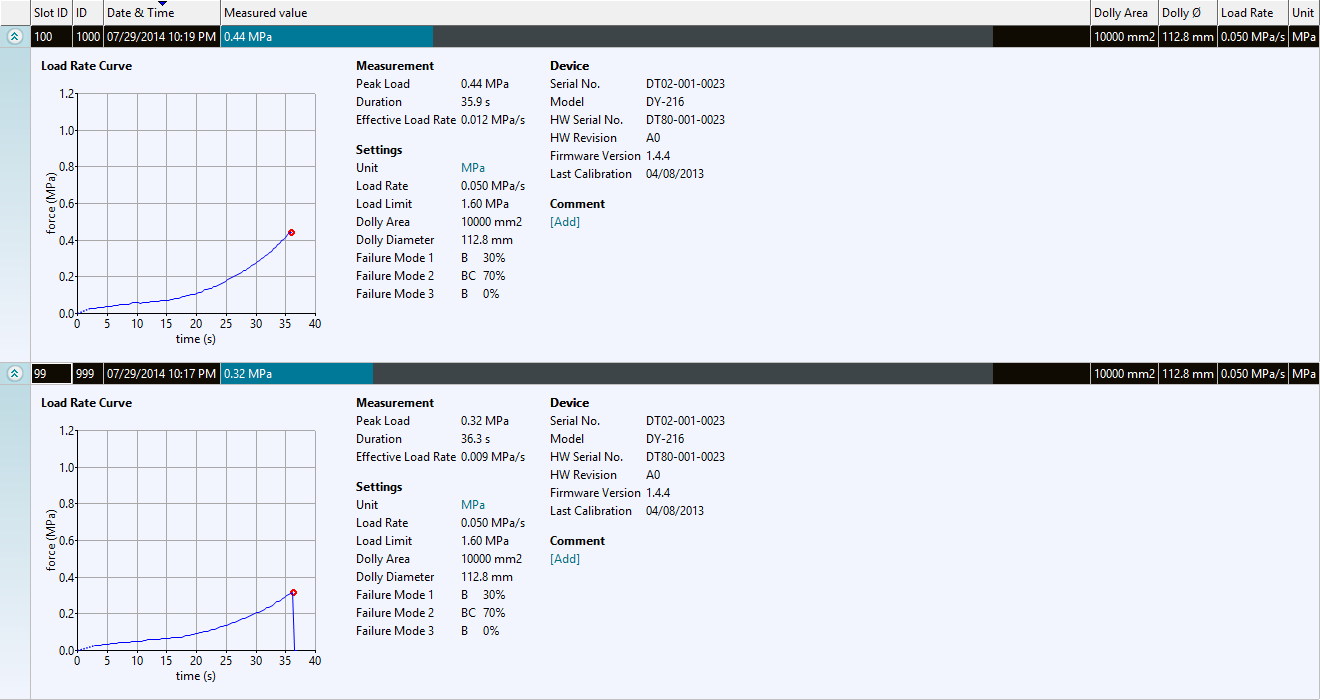 Slot ID ID Date & Time Measured value Dolly Area Dolly Ø Load Rate Unit
100 1000 07/29/2014 10:19 PM 0.44 MPa 10000 mm2 112.8 mm 0.050 MPa/s MPa
Load Rate Curve
1.2
1.0
0.8
0.6
0.4
0.2
0.0
force (MPa)
0 5 10 15 20 25 30 35 40
time (s)
Measurement
Peak Load 0.44 MPa
Duration 35.9 s
Effective Load Rate 0.012 MPa/s
Settings
Unit MPa
Load Rate 0.050 MPa/s
Load Limit 1.60 MPa
Dolly Area 10000 mm2
Dolly Diameter 112.8 mm
Failure Mode 1 B 30%
Failure Mode 2 BC 70%
Failure Mode 3 B 0%
Device
Serial No. DT02-001-0023
Model DY-216
HW Serial No. DT80-001-0023
HW Revision A0
Firmware Version 1.4.4
Last Calibration 04/08/2013
Comment
[Add]
99 999 07/29/2014 10:17 PM 0.32 MPa 10000 mm2 112.8 mm 0.050 MPa/s MPa
Load Rate Curve
1.2
1.0
0.8
0.6
0.4
0.2
0.0
force (MPa)
0 5 10 15 20 25 30 35 40
time (s)
Measurement
Peak Load 0.32 MPa
Duration 36.3 s
Effective Load Rate 0.009 MPa/s
Settings
Unit MPa
Load Rate 0.050 MPa/s
Load Limit 1.60 MPa
Dolly Area 10000 mm2
Dolly Diameter 112.8 mm
Failure Mode 1 B 30%
Failure Mode 2 BC 70%
Failure Mode 3 B 0%
Device
Serial No. DT02-001-0023
Model DY-216
HW Serial No. DT80-001-0023
HW Revision A0
Firmware Version 1.4.4
Last Calibration 04/08/2013
Comment
[Add]